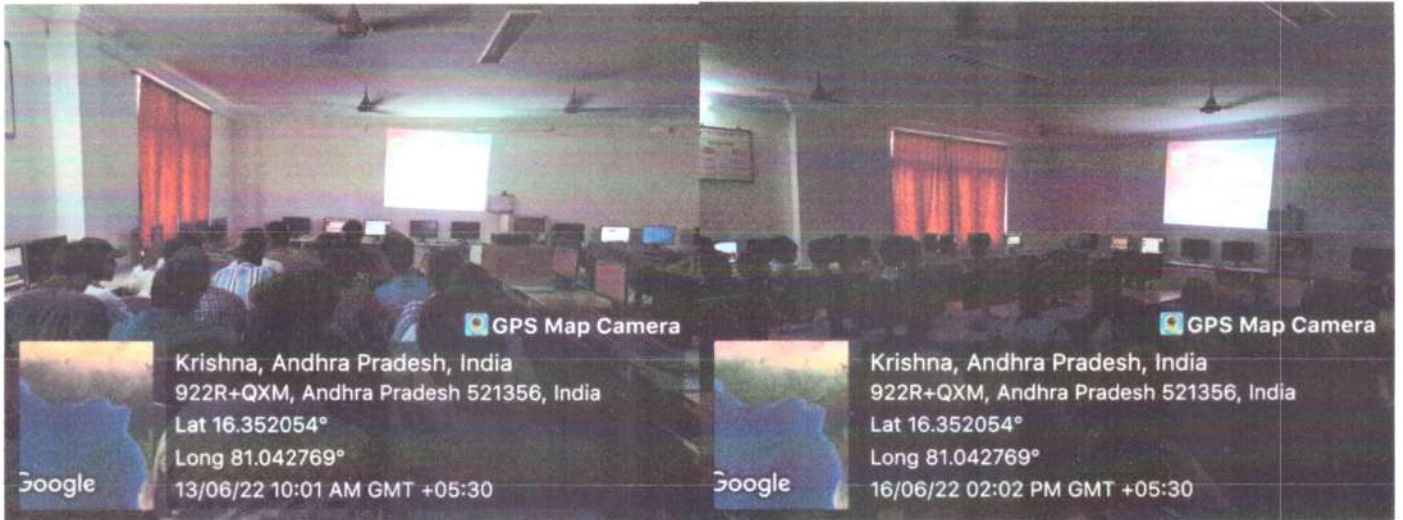 GPS Map Camera
Krishna, Andhra Pradesh, India
922R+QXM, Andhra Pradesh 521356, India
Lat 16.352054°
Long 81.042769°
13/06/22 10:01 AM GMT +05:30
Google
GPS Map Camera
Krishna, Andhra Pradesh, India
922R+QXM, Andhra Pradesh 521356, India
Lat 16.352054°
Long 81.042769°
16/06/22 02:02 PM GMT +05:30
Google